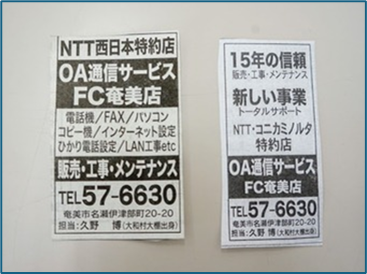 NTT西日本特約店
OA通信サービス
FC奄美店
電話機/FAX/パソコン
コピー機/インターネット設定
ひかり電話設定/LAN工事etc
販売・工事・メンテナンス
TEL57-6630
奄美市名瀬伊津部町20-20
担当:久野 博(大和村大棚出身)
15年の信頼
販売・工事・メンテナンス
新しい事業
トータルサポート
NTT・コニカミノルタ
特約店
OA通信サービス
FC奄美店
TEL57-6630
奄美市名瀬伊津部町20-20
担当:久野 博(大和村大棚出身)